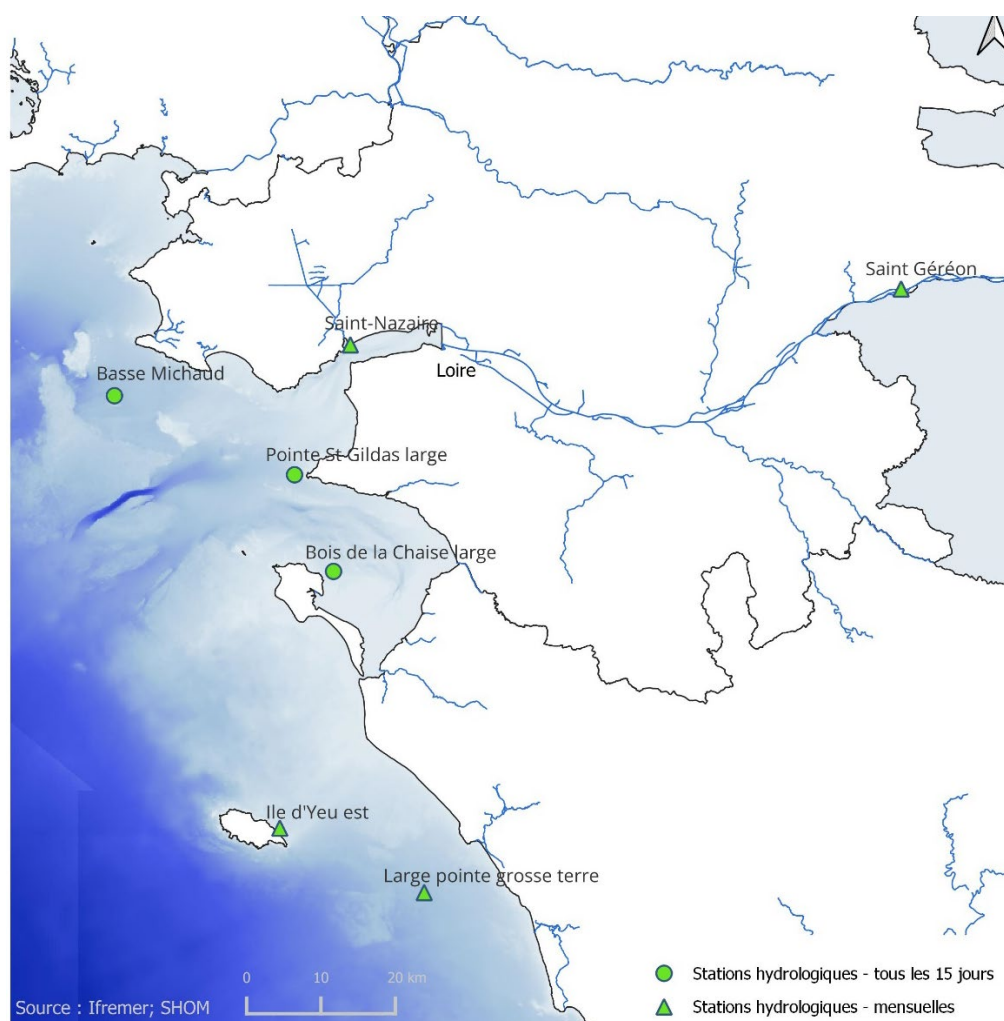 Saint Géréon
Saint-Nazaire
Loire
Basse Michaud
Pointe St Gildas large
Bois de la Chaise large
Ile d'Yeu est
Large pointe grosse terre
0 10 20 km
Source : Ifremer; SHOM
Stations hydrologiques - tous les 15 jours
Stations hydrologiques - mensuelles